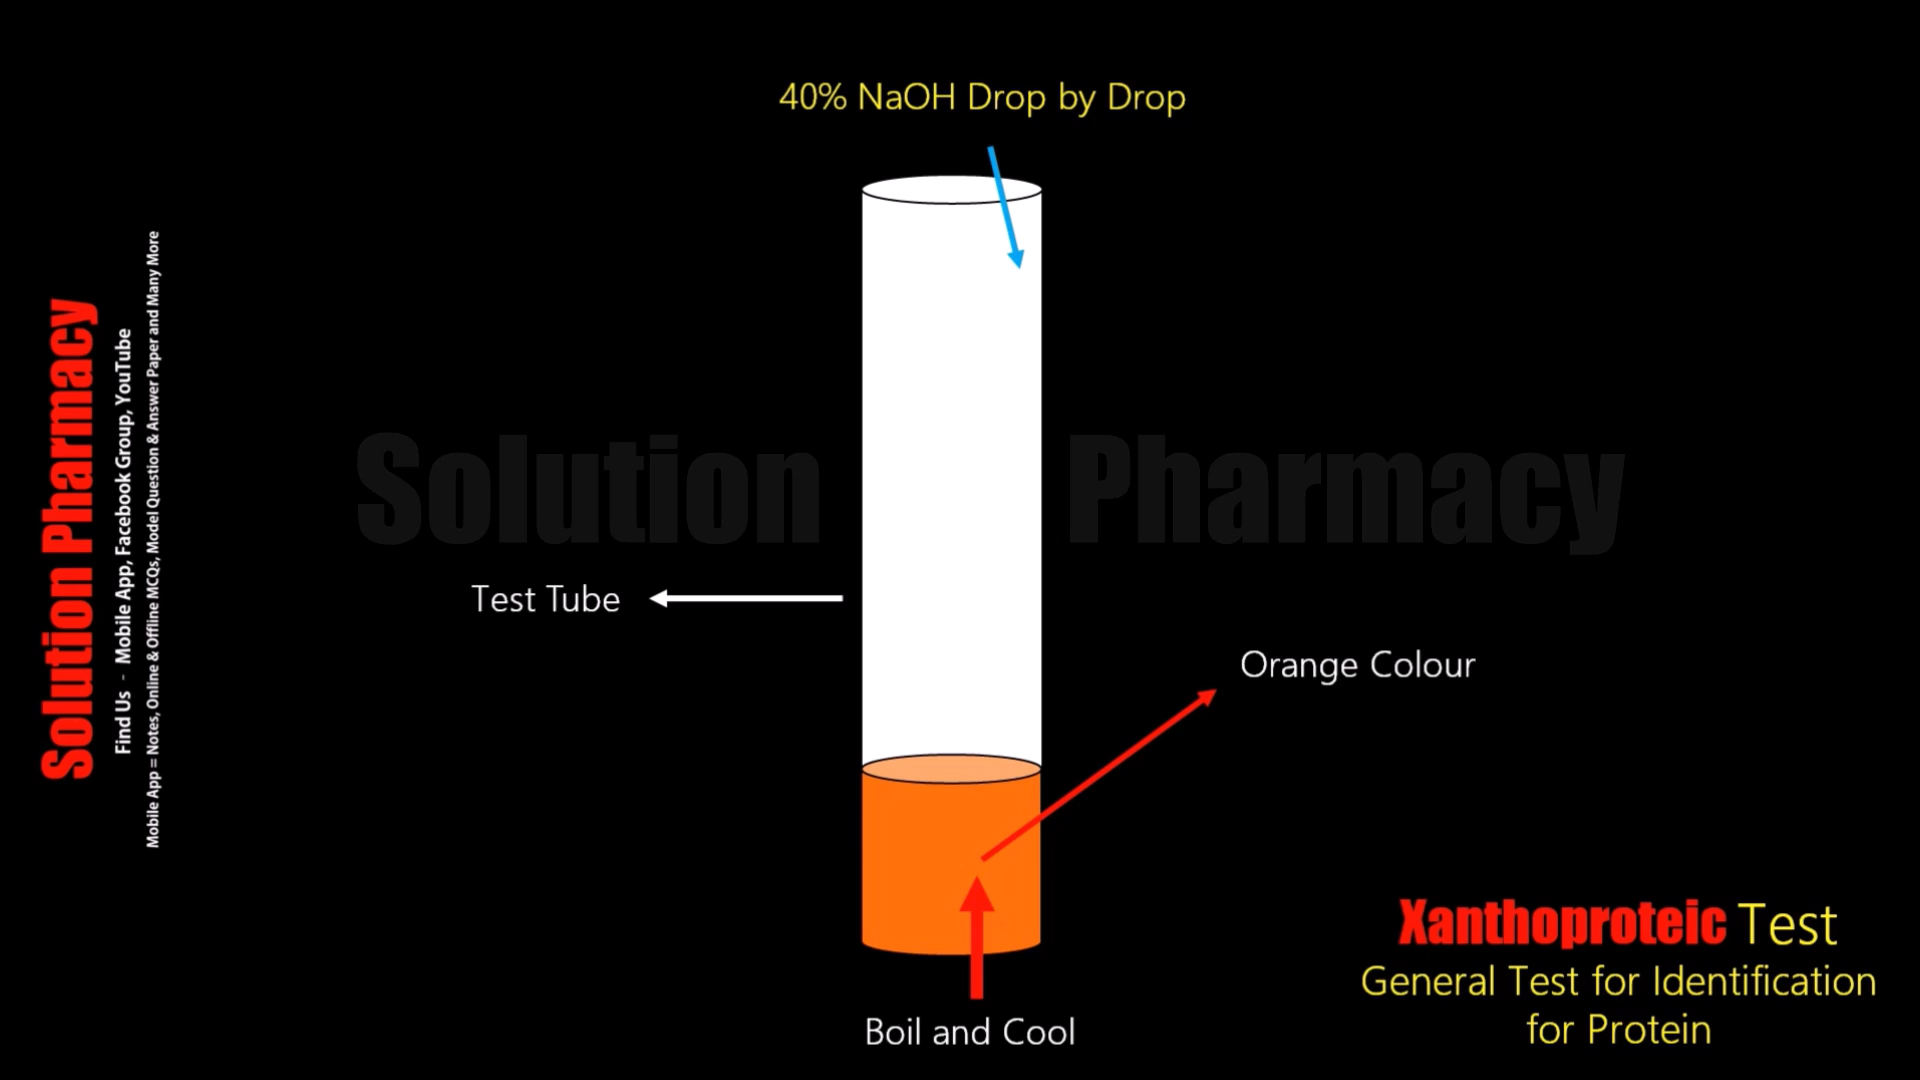 40% NaOH Drop by Drop
Solution Pharmacy
Find Us - Mobile App, Facebook Group, YouTube
Mobile App = Notes, Online & Offline MCQs, Model Question & Answer Paper and Many More
Solution Pharmacy
Test Tube
Orange Colour
Xanthoproteic Test
General Test for Identification
for Protein
Boil and Cool